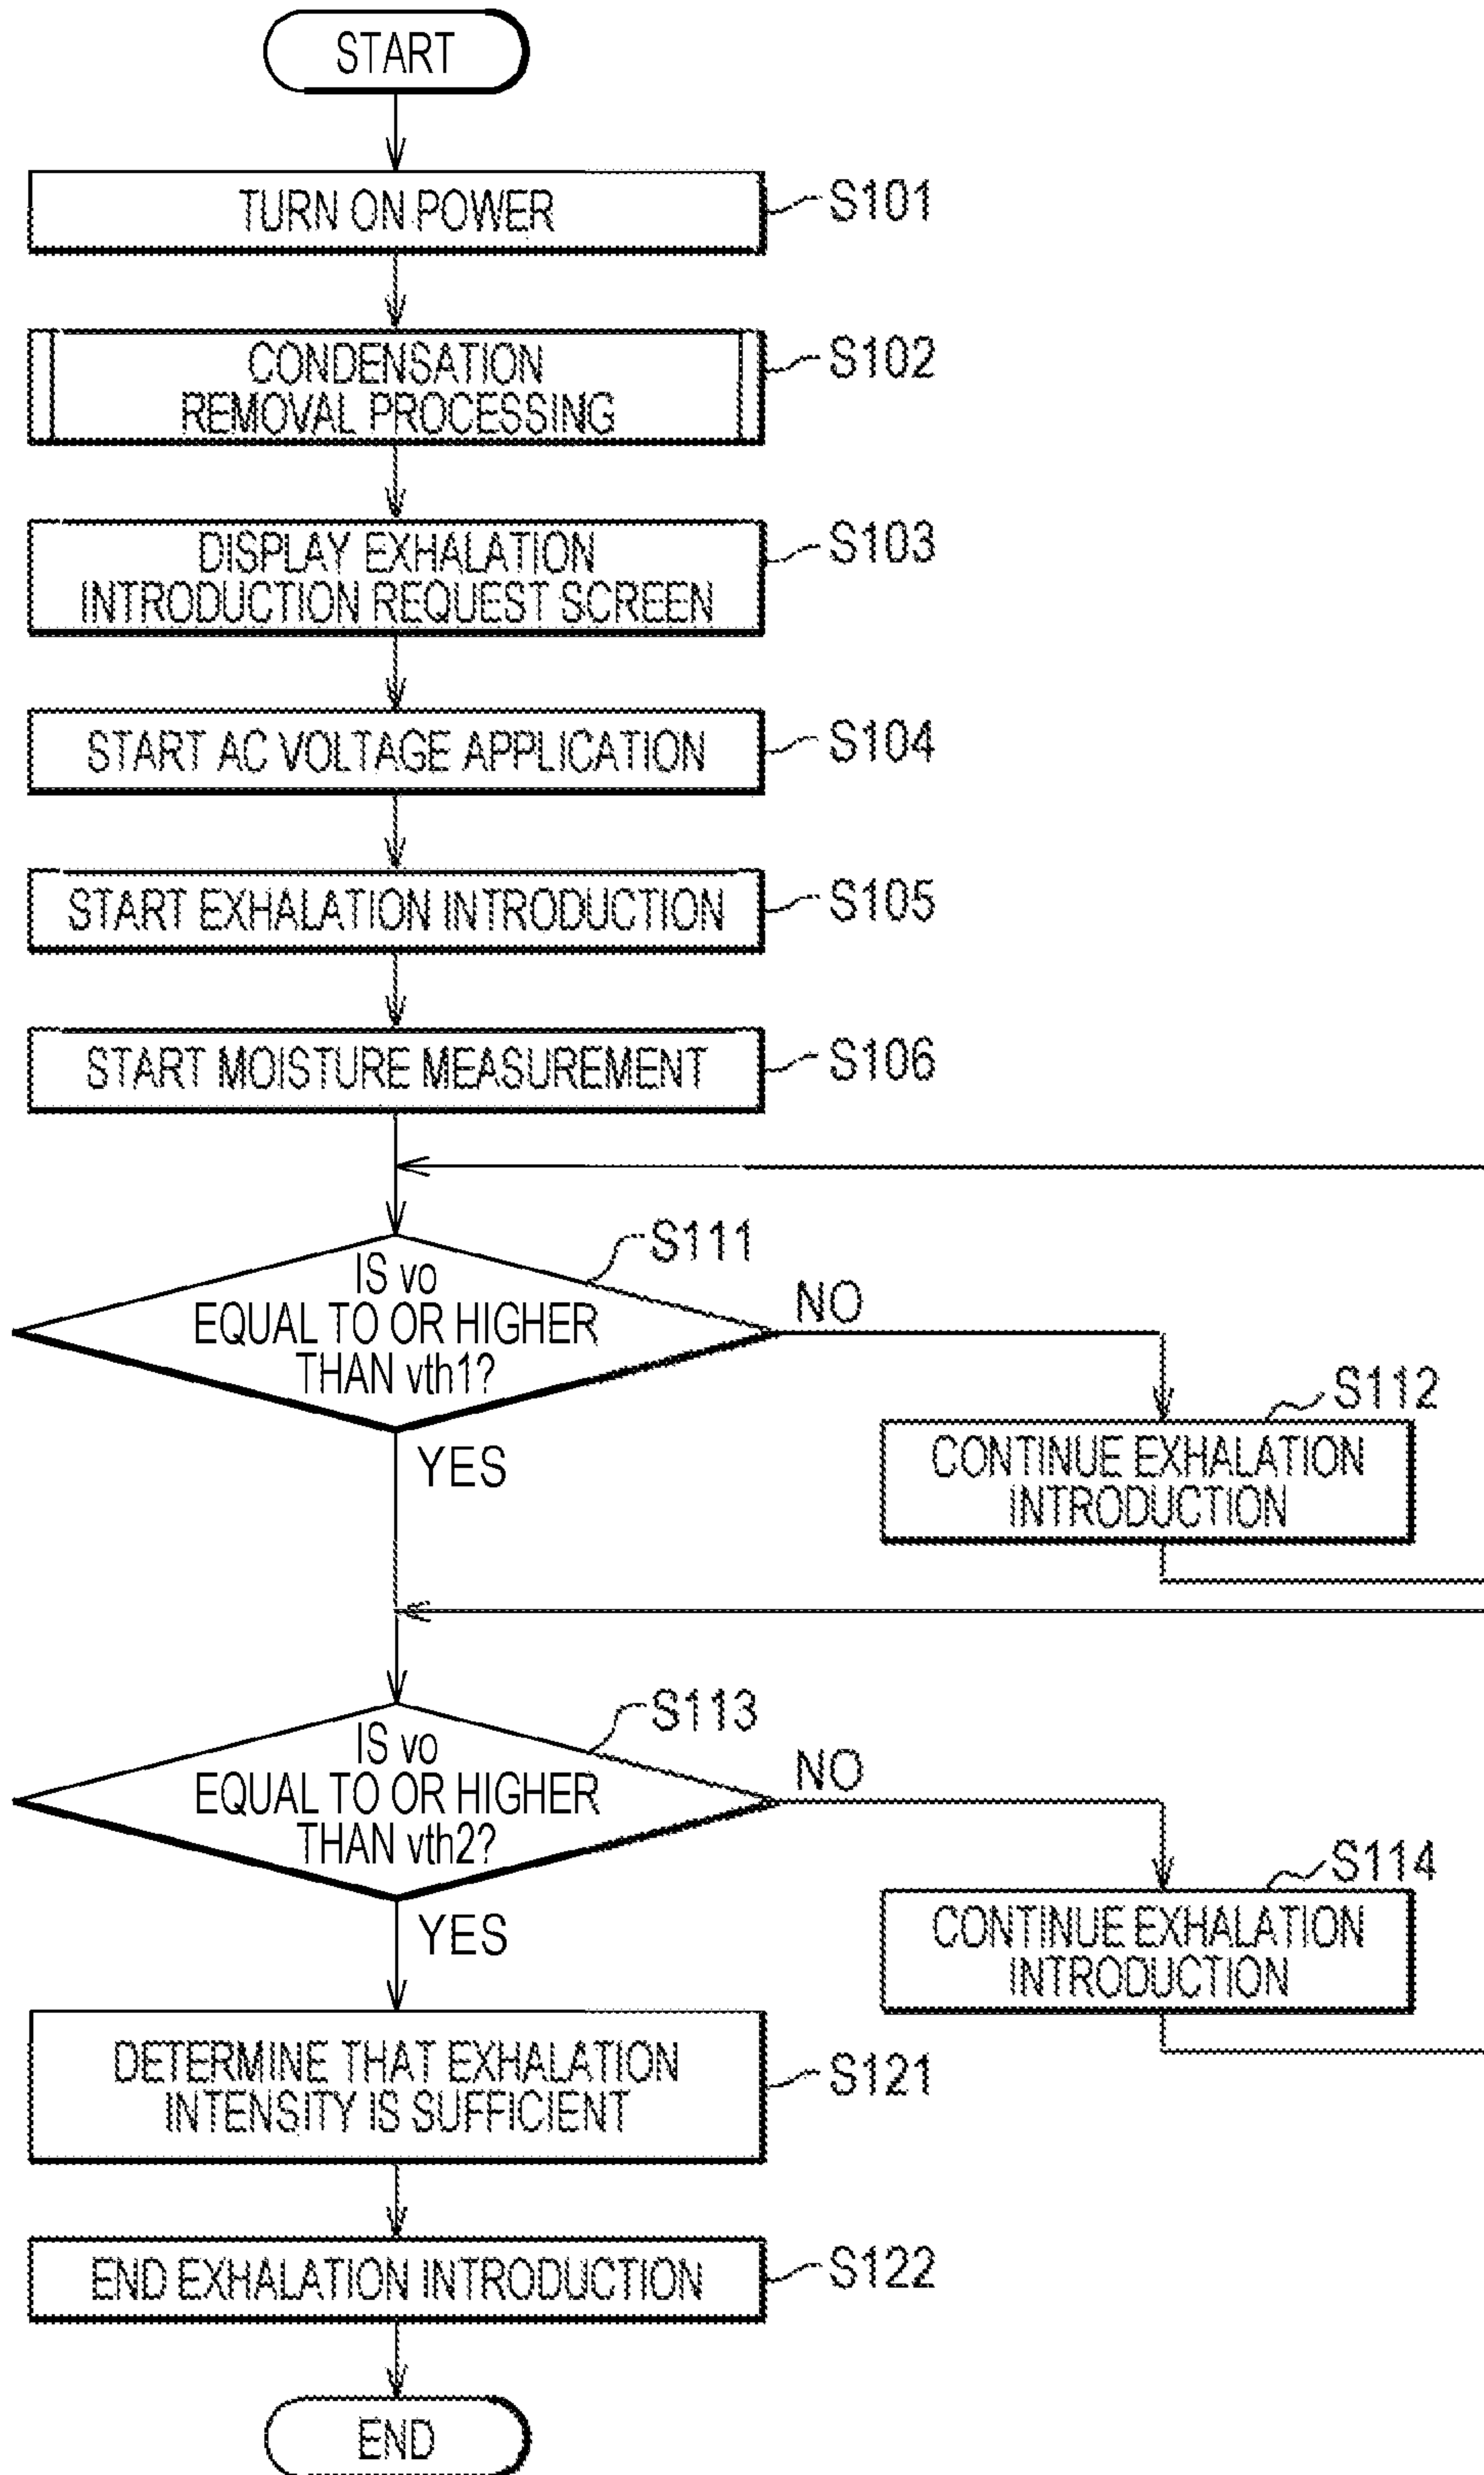 START
TURN ON POWER
S101
CONDENSATION
REMOVAL PROCESSING
S102
DISPLAY EXHALATION
INTRODUCTION REQUEST SCREEN
S103
START AC VOLTAGE APPLICATION
S104
START EXHALATION INTRODUCTION
S105
START MOISTURE MEASUREMENT
S106
S111
IS vo
EQUAL TO OR HIGHER
THAN vth1?
NO
YES
S112
CONTINUE EXHALATION
INTRODUCTION
S113
IS vo
EQUAL TO OR HIGHER
THAN vth2?
NO
YES
S114
CONTINUE EXHALATION
INTRODUCTION
DETERMINE THAT EXHALATION
INTENSITY IS SUFFICIENT
S121
END EXHALATION INTRODUCTION
S122
END